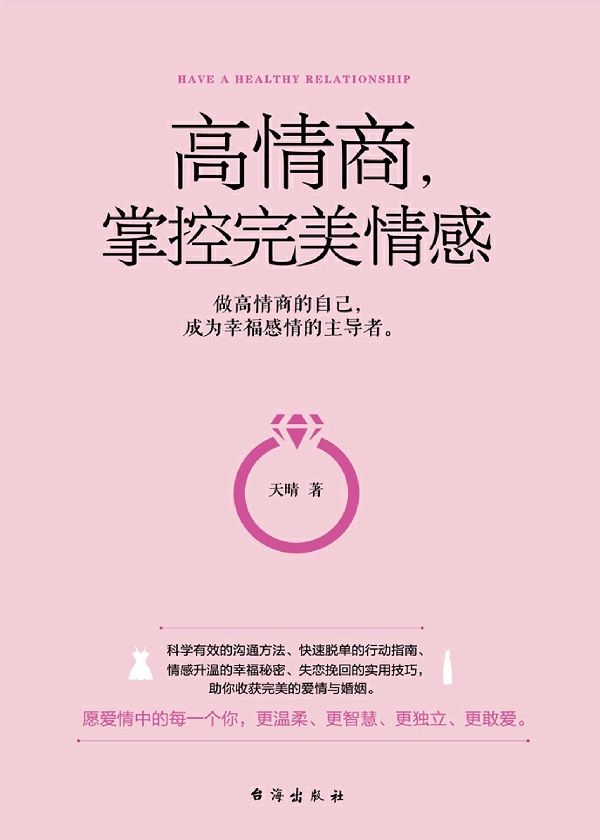 HAVE A HEALTHY RELATIONSHIP
高情商，
掌控完美情感
做高情商的自己，
成为幸福感情的主导者。
天晴 著
科学有效的沟通方法、快速脱单的行动指南、
情感升温的幸福秘密、失恋挽回的实用技巧，
助你收获完美的爱情与婚姻。
愿爱情中的每一个你，更温柔、更智慧、更独立、更敢爱。
台海出版社